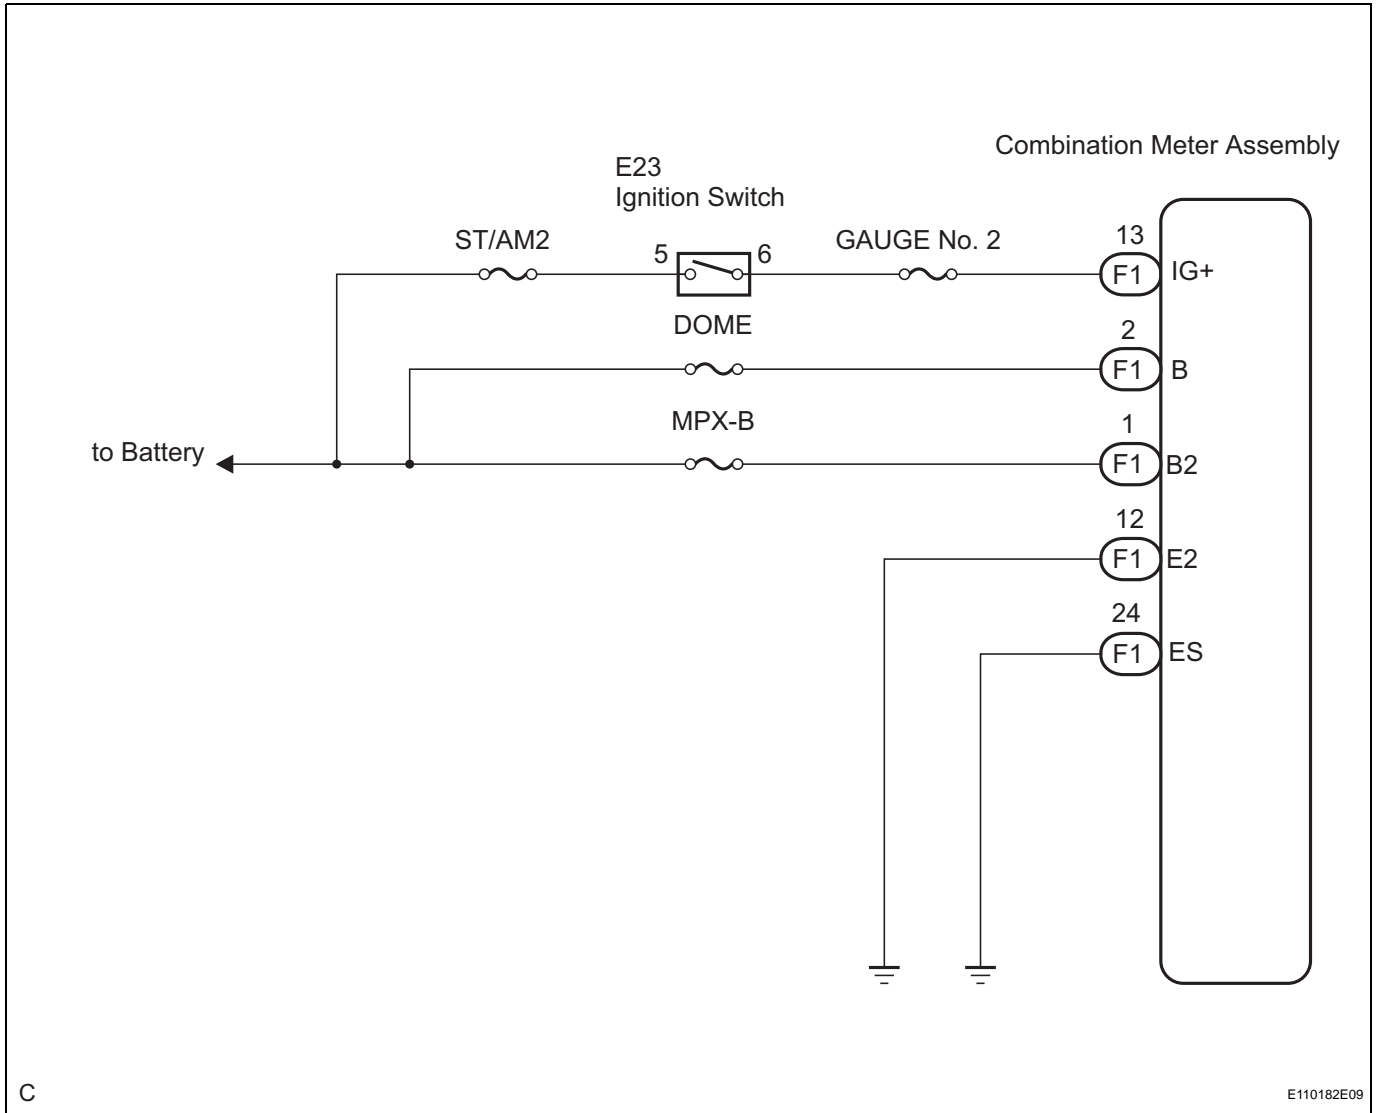 Combination Meter Assembly
E23
Ignition Switch
ST/AM2
5
6
GAUGE No. 2
13
F1
IG+
DOME
2
F1
B
MPX-B
1
to Battery
F1
B2
12
F1
E2
24
F1
ES
C
E110182E09